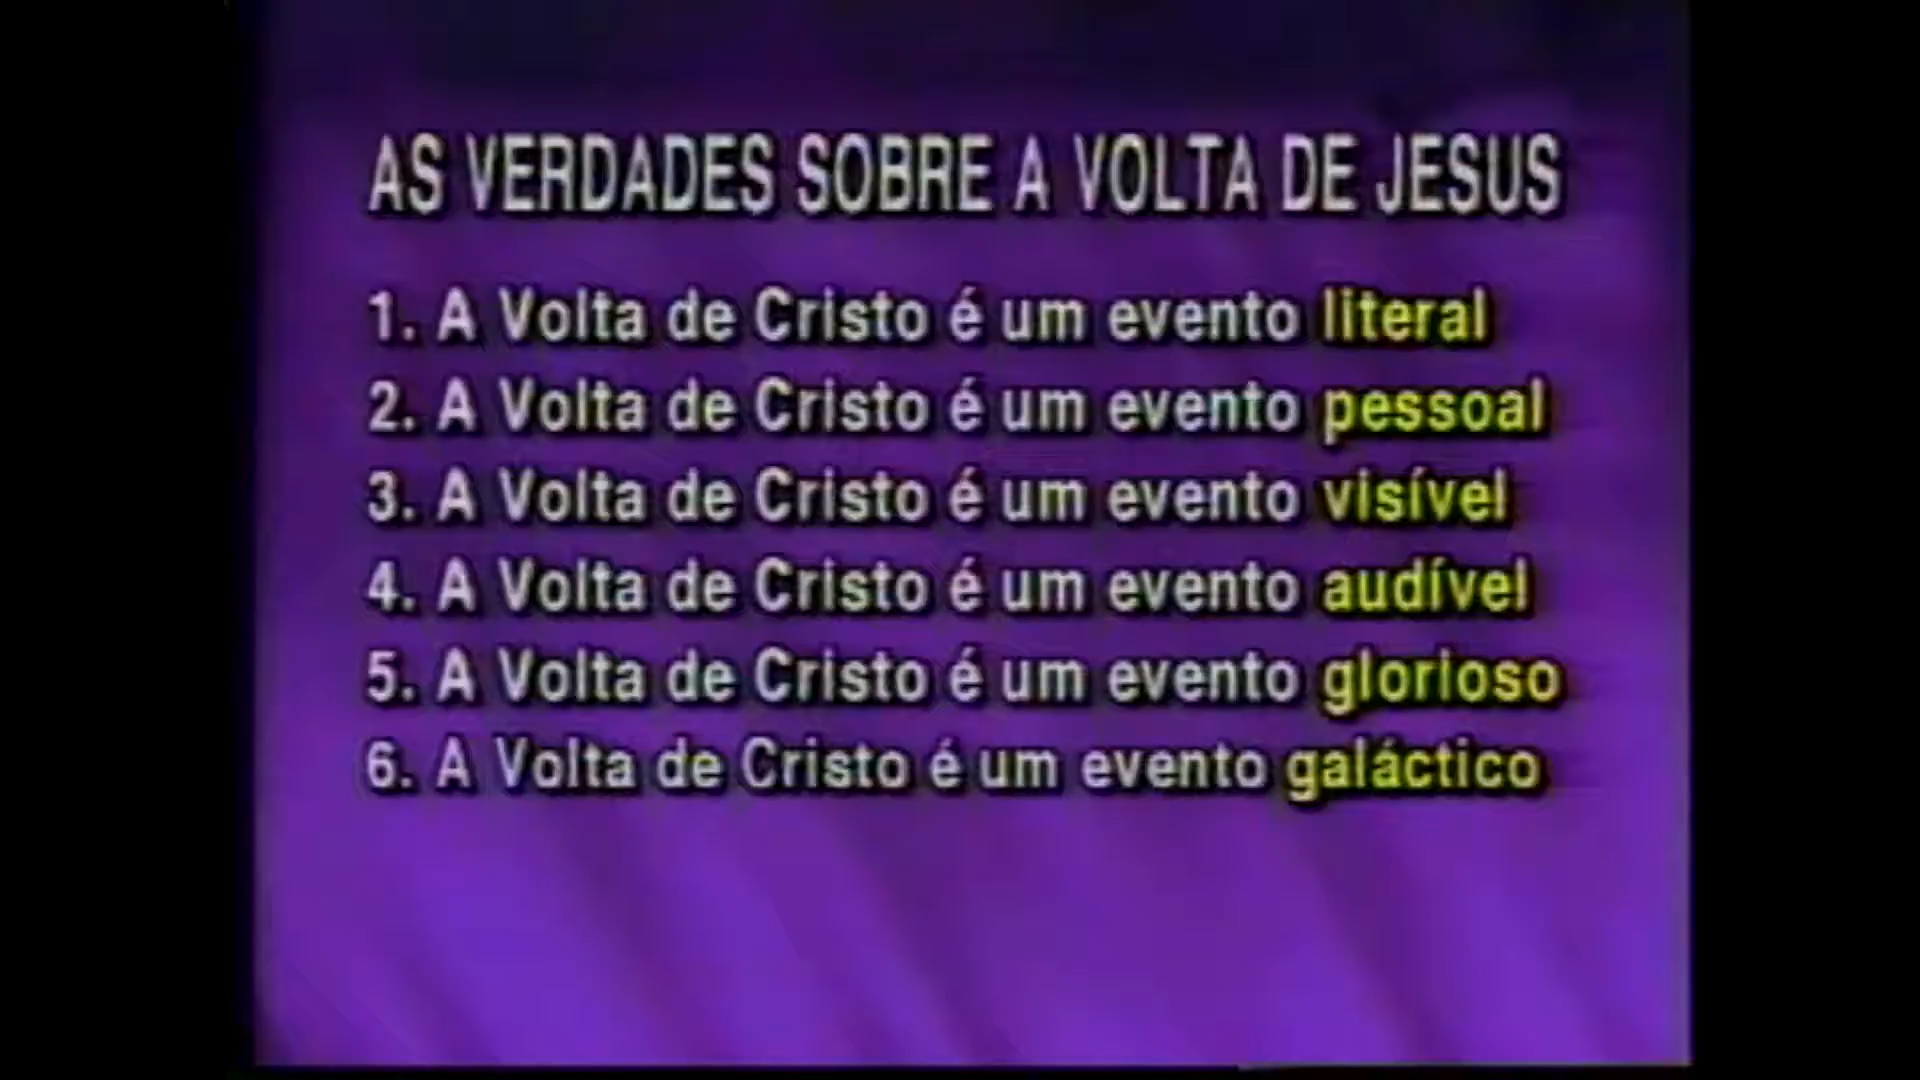 AS VERDADES SOBRE A VOLTA DE JESUS
1. A Volta de Cristo é um evento literal
2. A Volta de Cristo é um evento pessoal
3. A Volta de Cristo é um evento visível
4. A Volta de Cristo é um evento audível
5. A Volta de Cristo é um evento glorioso
6. A Volta de Cristo é um evento galáctico